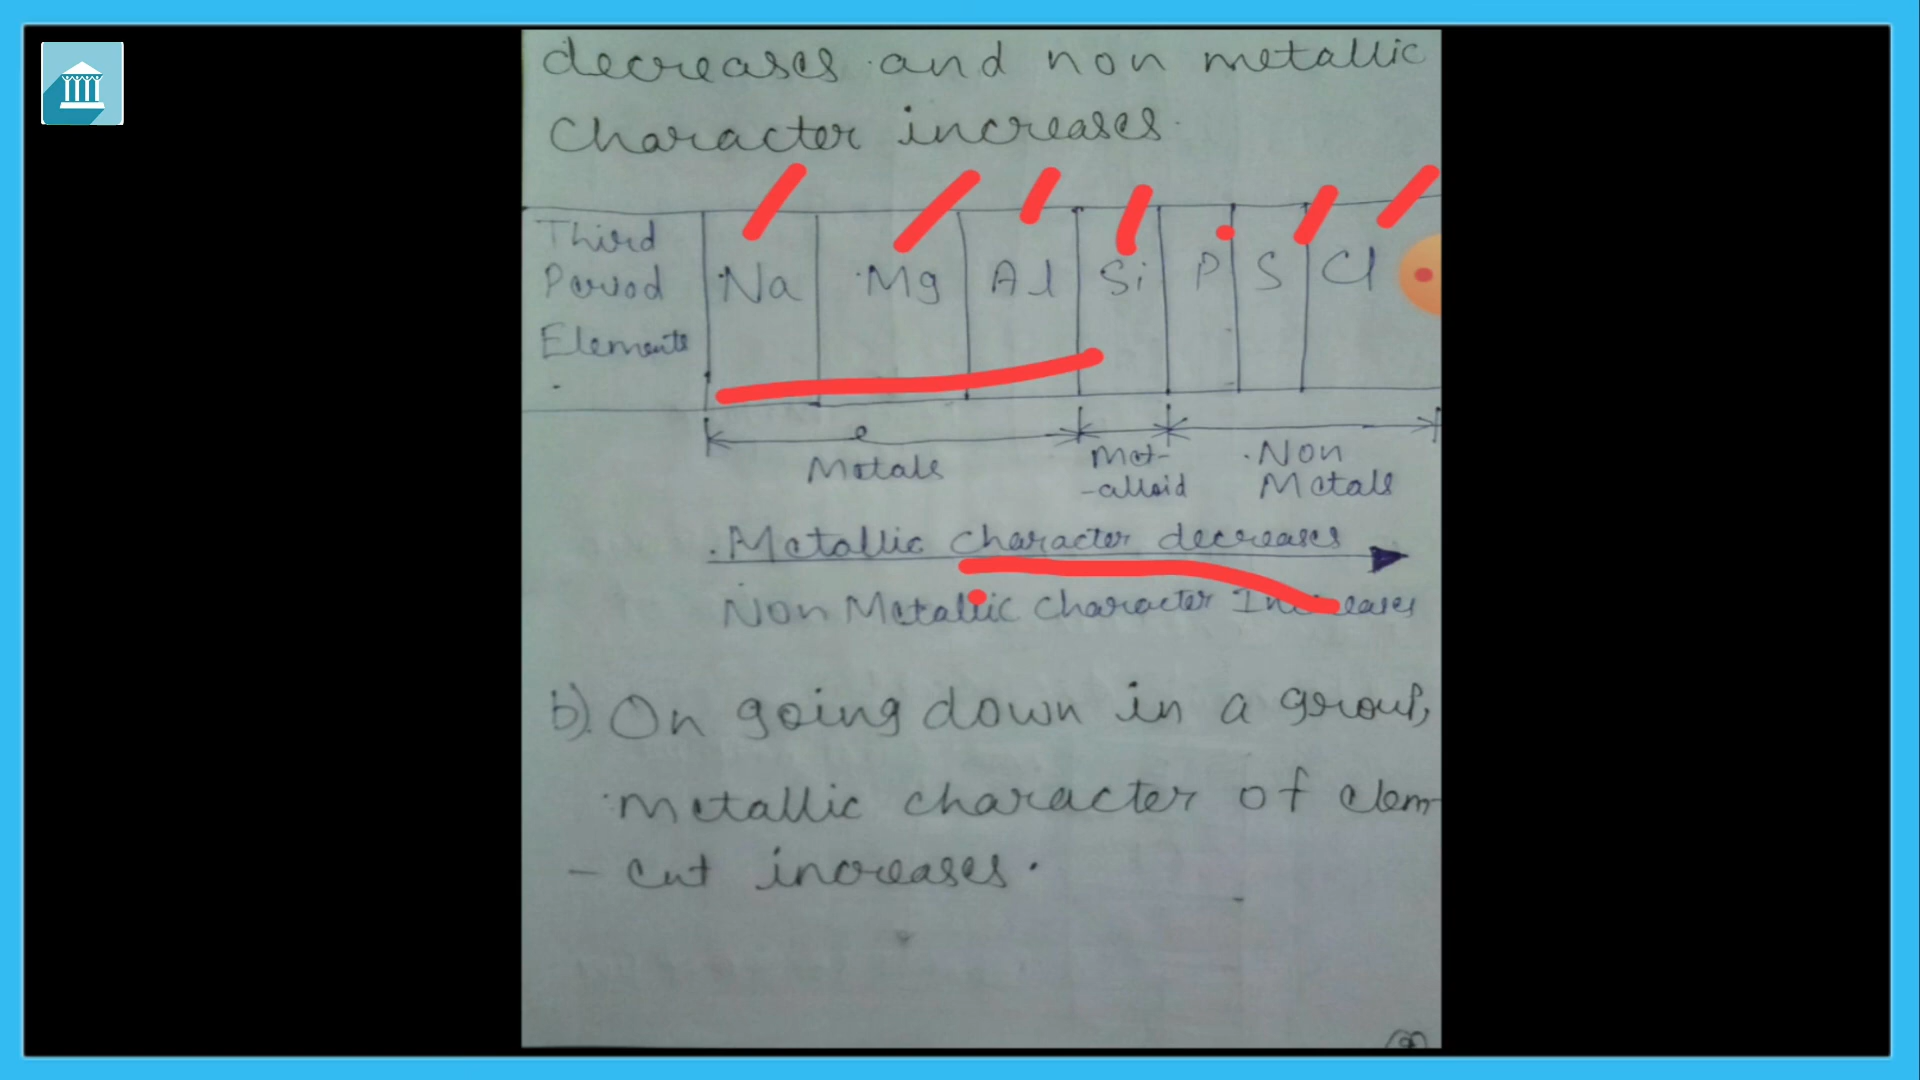 decreases and non metallic
Character increases.
Third Period Elements Na Mg Al Si P S Cl
Metals Met-alloid Non Metals
Metallic character decreases
Non Metallic character Increases
b) On going down in a group,
metallic character of elem
- ent increases.